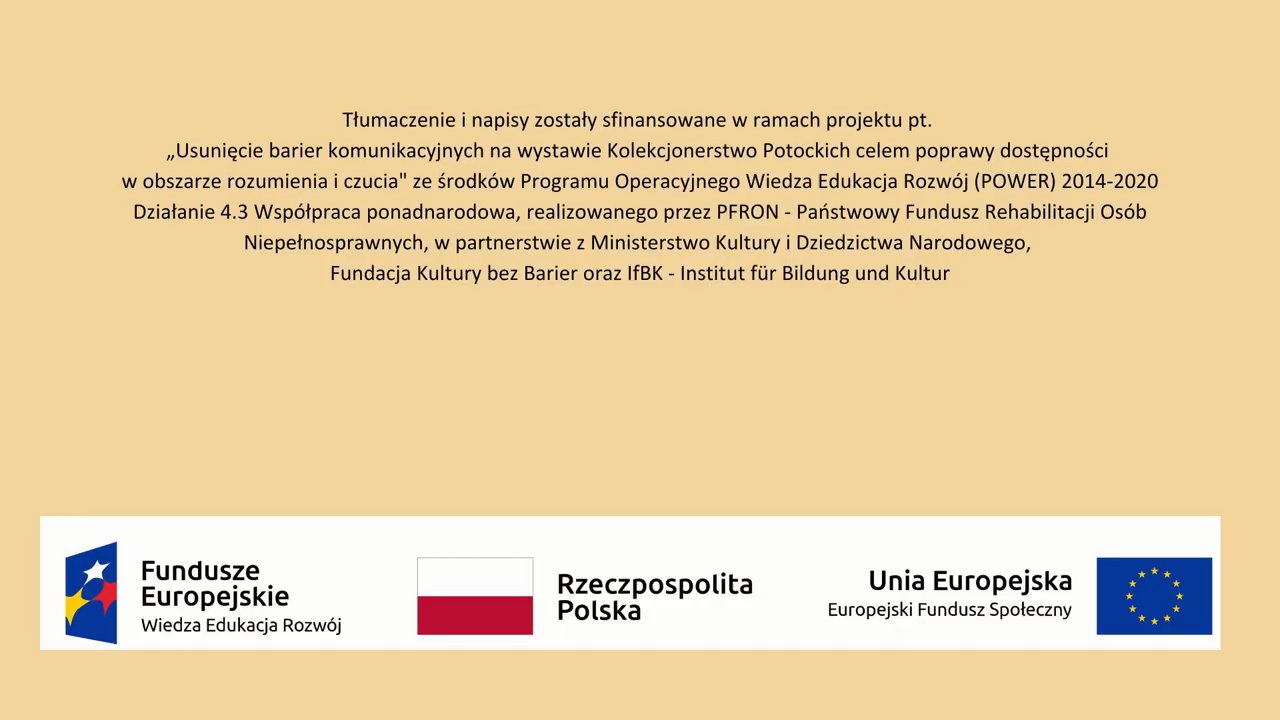 Tłumaczenie i napisy zostały sfinansowane w ramach projektu pt.
„Usunięcie barier komunikacyjnych na wystawie Kolekcjonerstwo Potockich celem poprawy dostępności
w obszarze rozumienia i czucia" ze środków Programu Operacyjnego Wiedza Edukacja Rozwój (POWER) 2014-2020
Działanie 4.3 Współpraca ponadnarodowa, realizowanego przez PFRON - Państwowy Fundusz Rehabilitacji Osób
Niepełnosprawnych, w partnerstwie z Ministerstwo Kultury i Dziedzictwa Narodowego,
Fundacja Kultury bez Barier oraz IfBK - Institut für Bildung und Kultur
Fundusze
Europejskie
Wiedza Edukacja Rozwój
Rzeczpospolita
Polska
Unia Europejska
Europejski Fundusz Społeczny